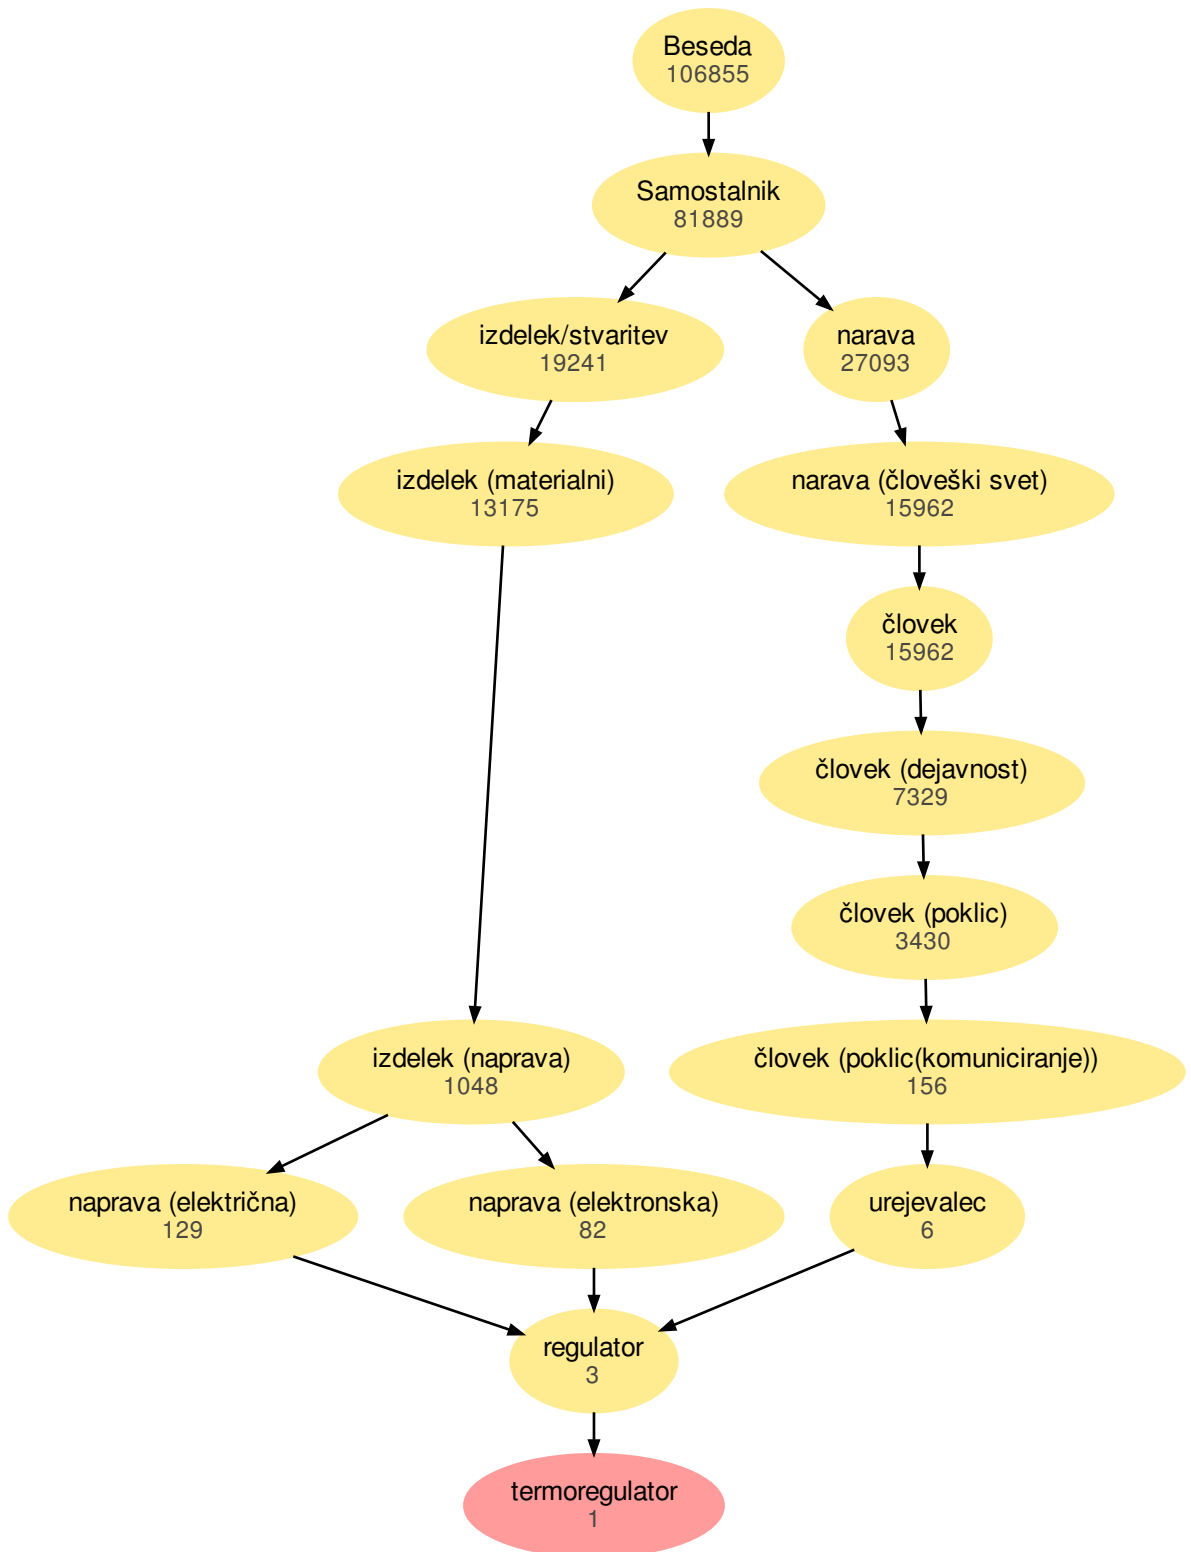 Beseda
106855
Samostalnik
81889
izdelek/stvaritev
19241
narava
27093
izdelek (materialni)
13175
narava (človeški svet)
15962
človek
15962
človek (dejavnost)
7329
človek (poklic)
3430
izdelek (naprava)
1048
človek (poklic(komuniciranje))
156
naprava (električna)
129
naprava (elektronska)
82
urejevalec
6
regulator
3
termoregulator
1